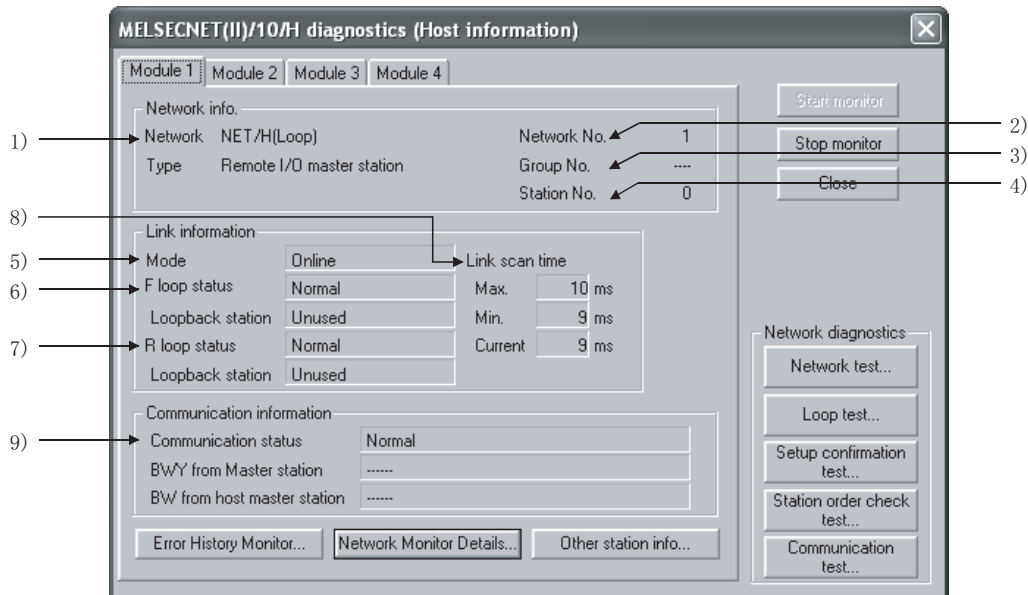 MELSECNET(II)/10/H diagnostics (Host information)
Module 1 Module 2 Module 3 Module 4
Network info.
Start monitor
1) Network NET/H(Loop) Network No. 1 2)
Stop monitor
Type Remote I/O master station Group No. ---- 3)
Station No. 0 Close 4)
8)
Link information
5) Mode Online Link scan time
6) F loop status Normal Max. 10 ms
Loopback station Unused Min. 9 ms
7) R loop status Normal Current 9 ms
Loopback station Unused
Network diagnostics
Network test...
Loop test...
Setup confirmation
test...
Station order check
test...
Communication
test...
Communication information
9) Communication status Normal
BWY from Master station ------
BW from host master station ------
Error History Monitor... Network Monitor Details... Other station info...